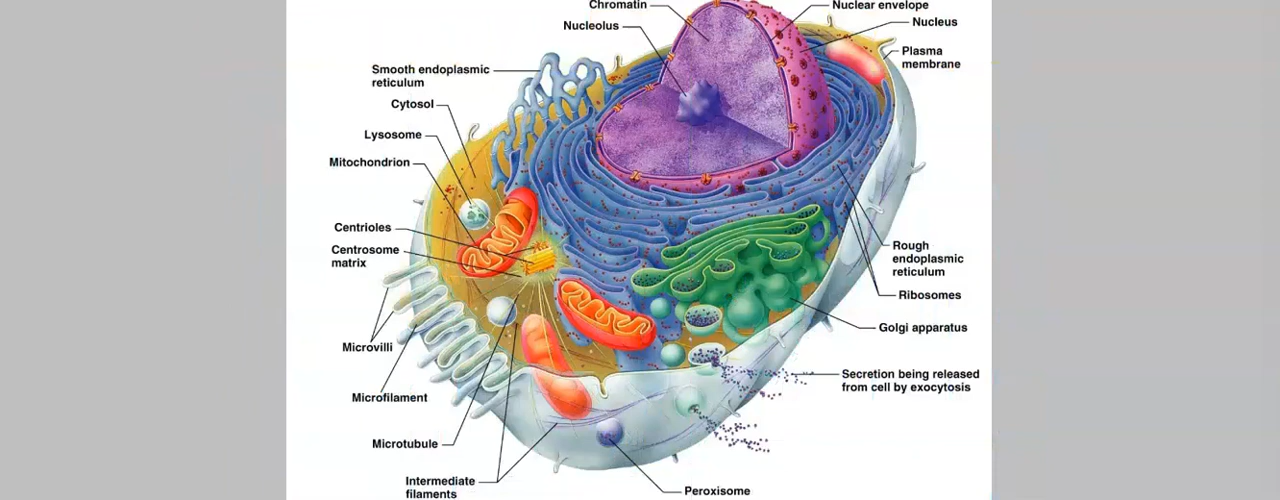 Chromatin
Nuclear envelope
Nucleolus
Nucleus
Plasma
membrane
Smooth endoplasmic
reticulum
Cytosol
Lysosome
Mitochondrion
Centrioles
Centrosome
matrix
Rough
endoplasmic
reticulum
Ribosomes
Golgi apparatus
Microvilli
Secretion being released
from cell by exocytosis
Microfilament
Microtubule
Intermediate
filaments
Peroxisome